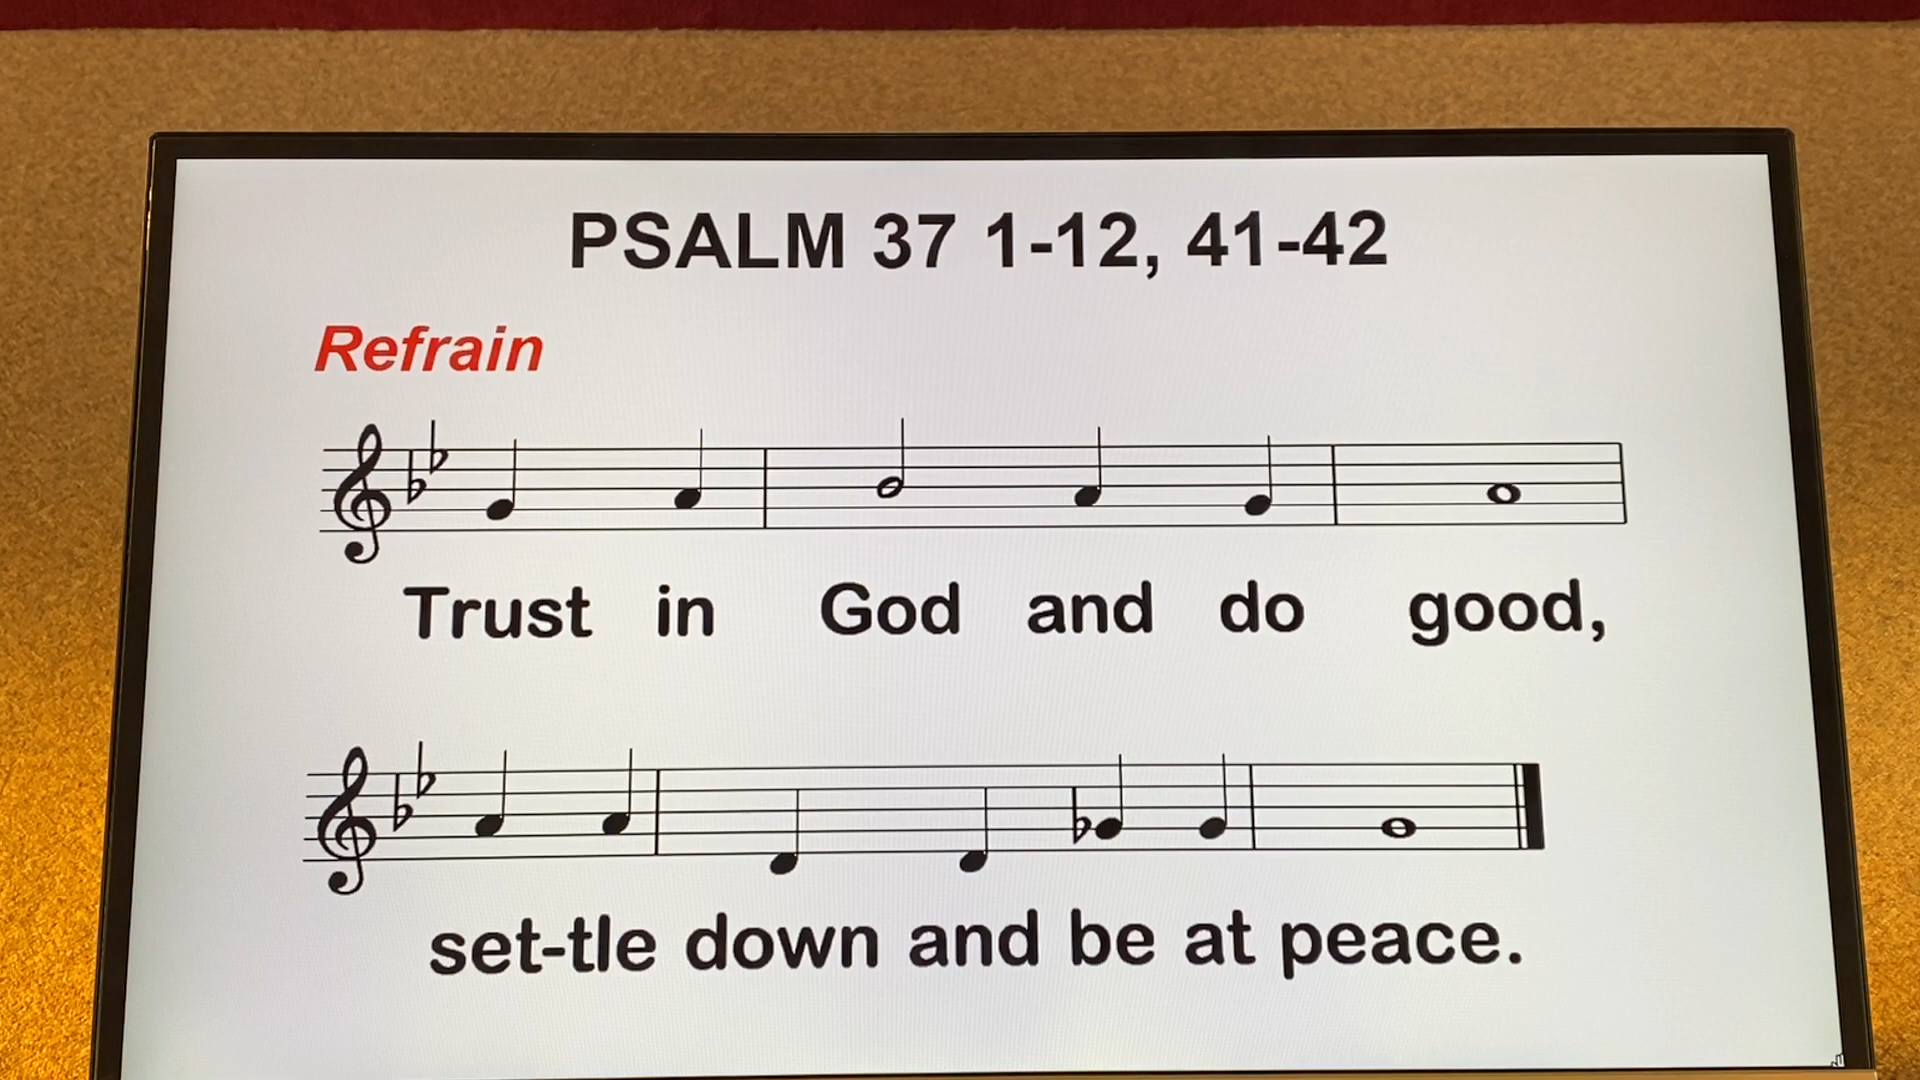 PSALM 37 1-12, 41-42
Refrain
Trust in God and do good,
set-tle down and be at peace.